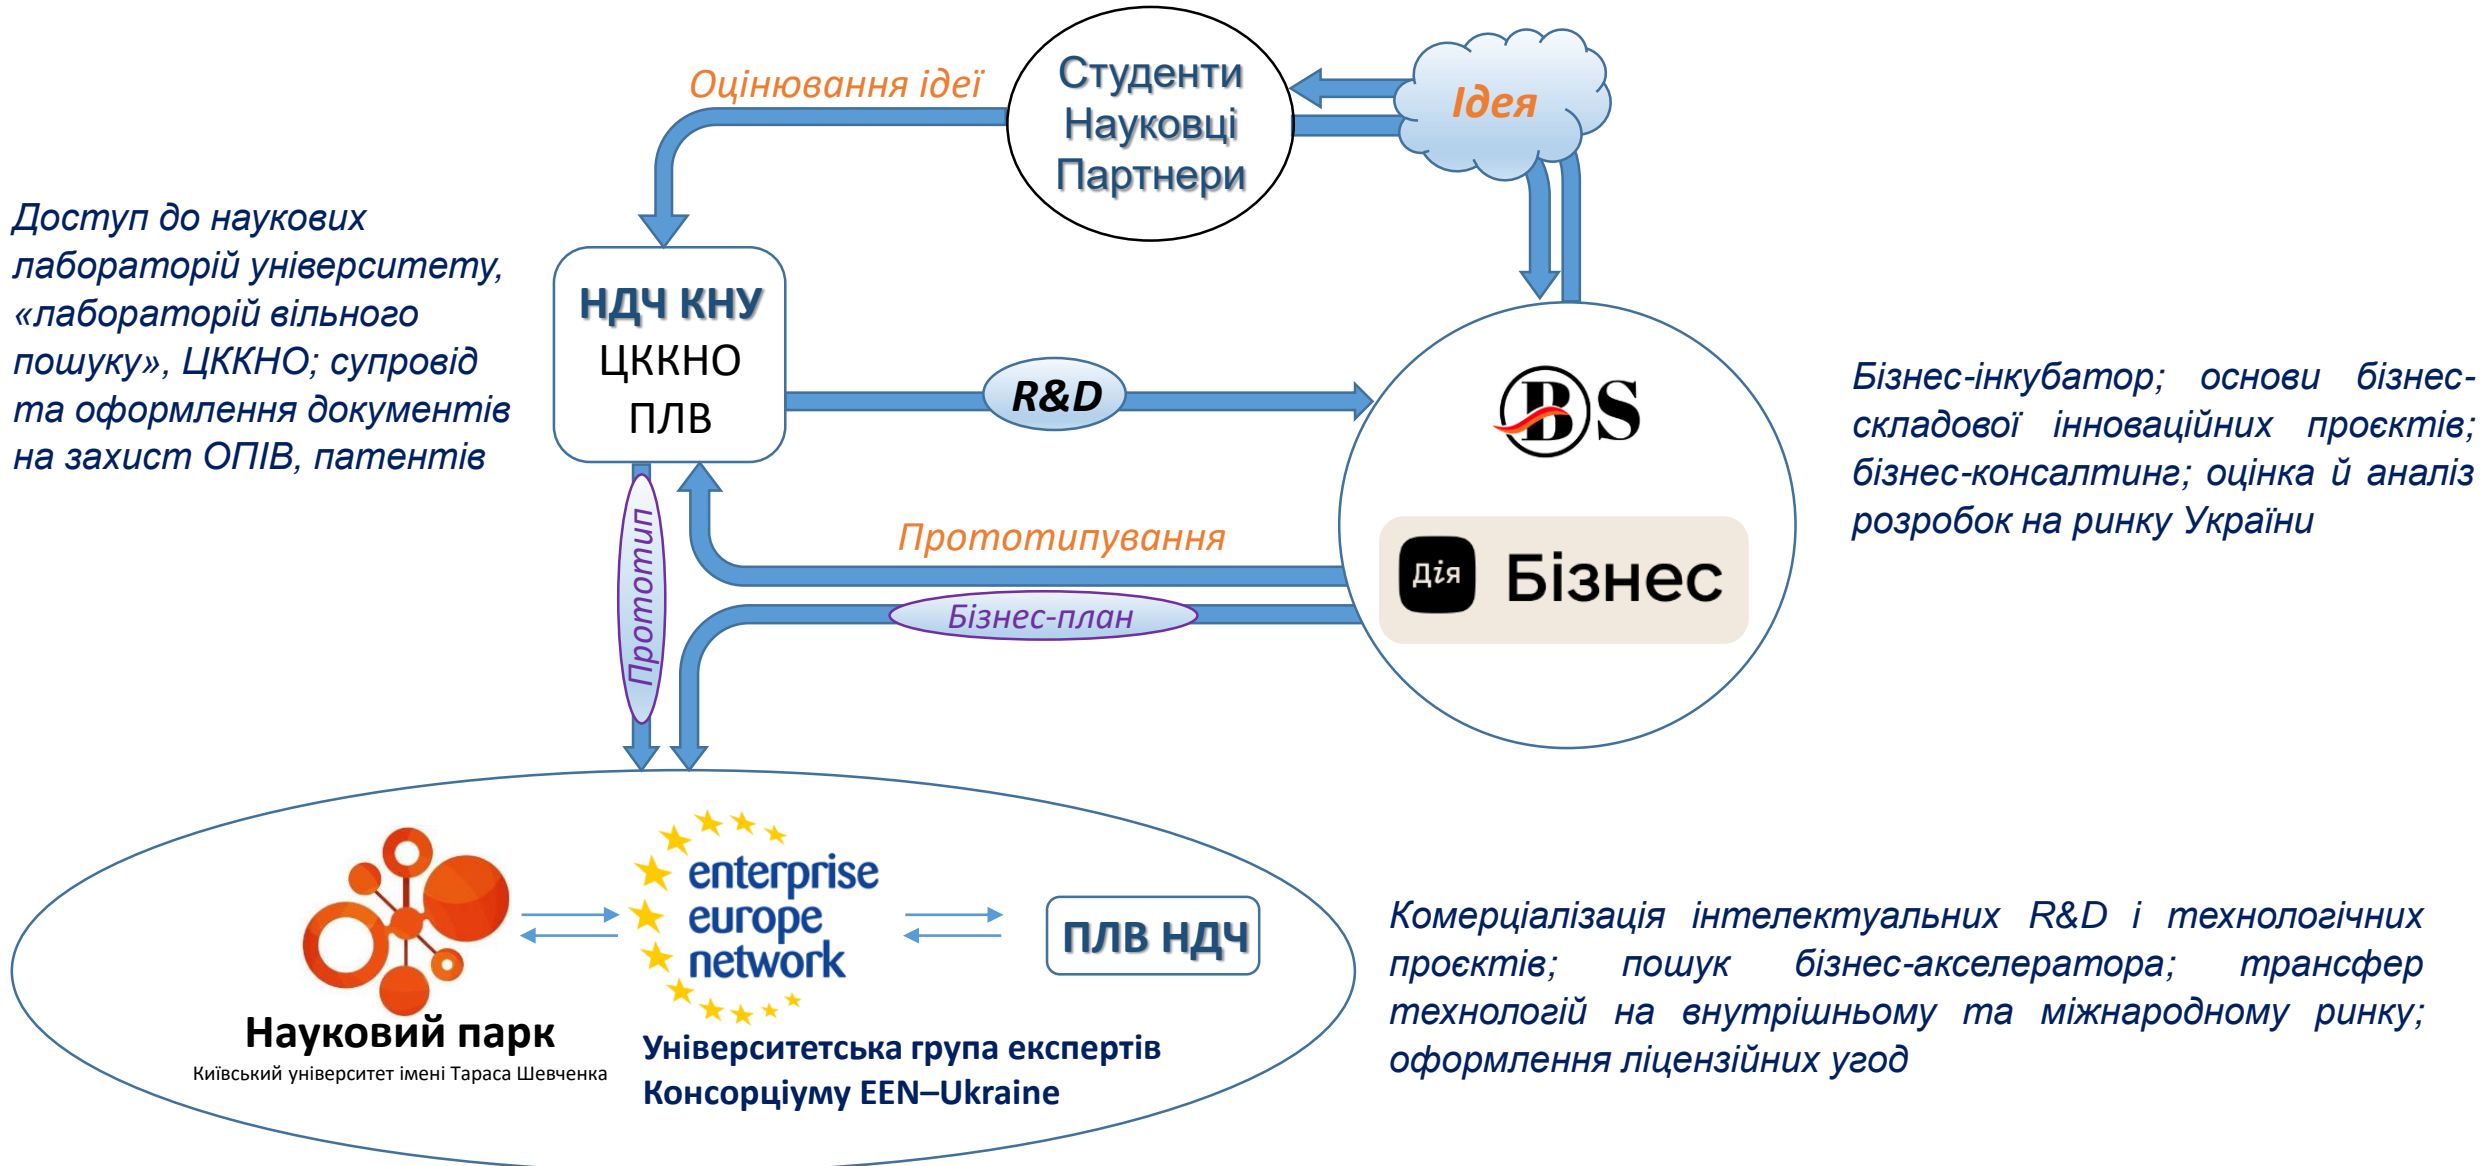 Оцінювання ідеї
Студенти
Науковці
Партнери
Ідея
Доступ до наукових
лабораторій університету,
«лабораторій вільного
пошуку», ЦККНО; супровід
та оформлення документів
на захист ОПІВ, патентів
НДЧ КНУ
ЦККНО
ПЛВ
R&D
BS
Дія
Бізнес
Бізнес-інкубатор; основи бізнес-
складової інноваційних проєктів;
бізнес-консалтинг; оцінка й аналіз
розробок на ринку України
Прототип
Прототипування
Бізнес-план
enterprise
europe
network
ПЛВ НДЧ
Науковий парк
Київський університет імені Тараса Шевченка
Університетська група експертів
Консорціуму EEN–Ukraine
Комерціалізація інтелектуальних R&D і технологічних
проєктів; пошук бізнес-акселератора; трансфер
технологій на внутрішньому та міжнародному ринку;
оформлення ліцензійних угод